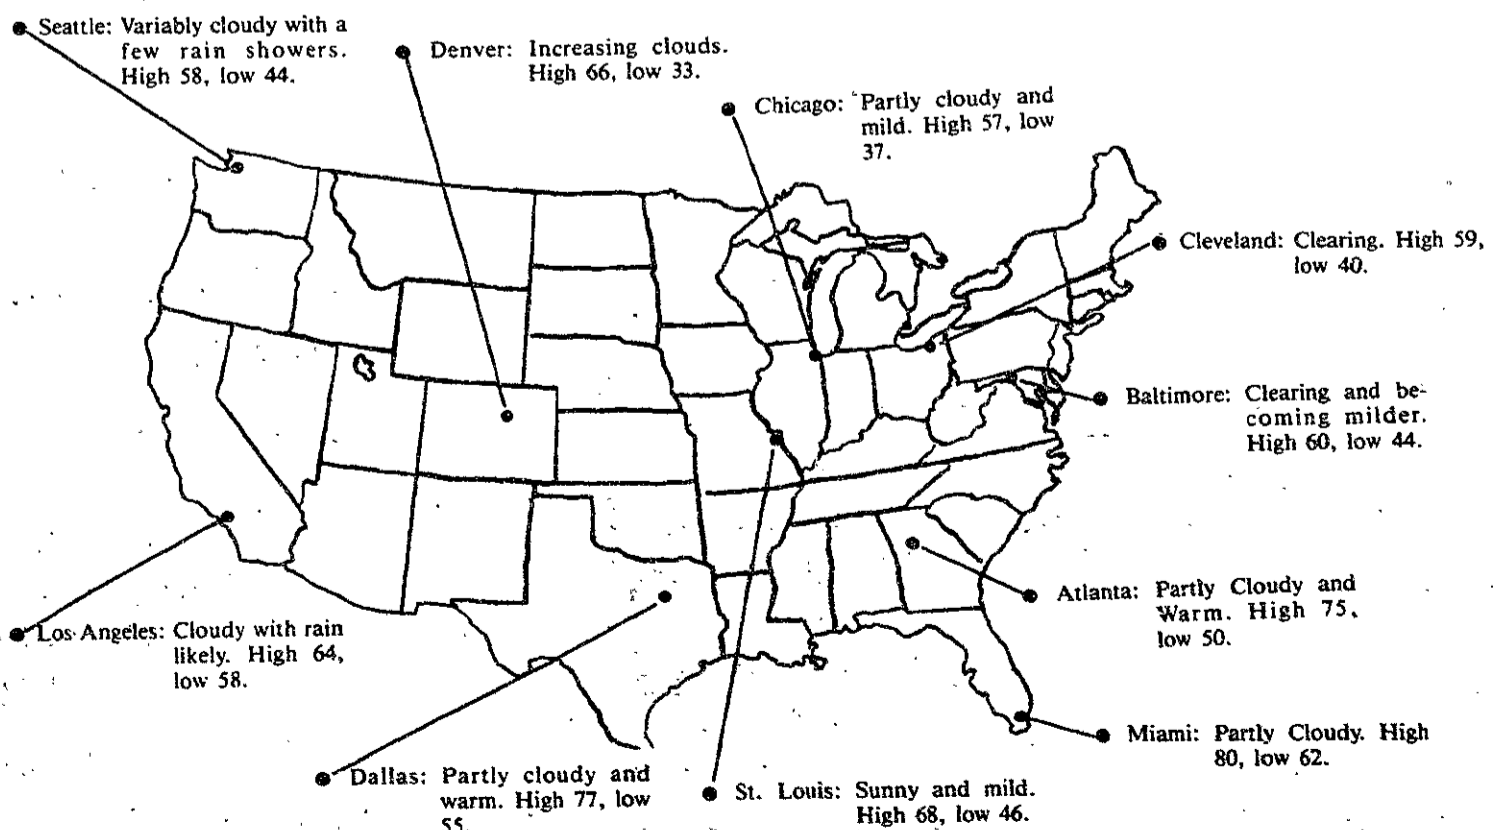 Seattle: Variably cloudy with a
few rain showers.
High 58, low 44.
Denver: Increasing clouds.
High 66, low 33.
Chicago: Partly cloudy and
mild. High 57, low
37.
Cleveland: Clearing. High 59,
low 40.
Baltimore: Clearing and be-
coming milder.
High 60, low 44.
Atlanta: Partly Cloudy and
Warm. High 75,
low 50.
Los Angeles: Cloudy with rain
likely. High 64,
low 58.
Miami: Partly Cloudy. High
80, low 62.
Dallas: Partly cloudy and
warm. High 77, low
55.
St. Louis: Sunny and mild.
High 68, low 46.